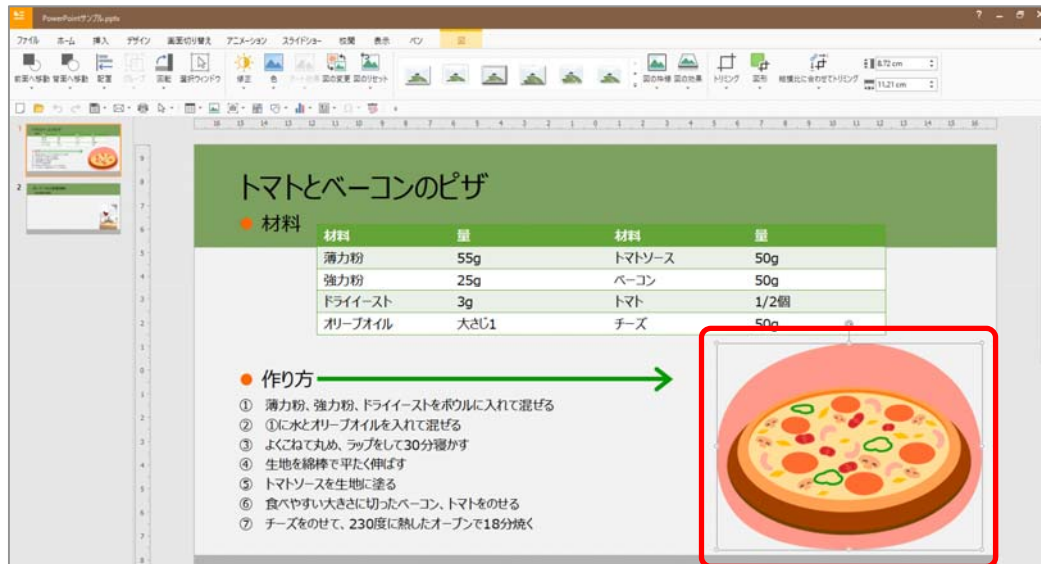 PowerPointサンプル.pptx
ファイル ホーム 挿入 デザイン 画面切り替え アニメーション スライドショー 校閲 表示 ペン 図
前面へ移動 背面へ移動 配置 グループ 回転 選択ウィンドウ 修正 色 図の変更 図のリセット 図の枠線 図の効果 トリミング 図形 縦横比に合わせてトリミング
8.72 cm
11.21 cm
トマトとベーコンのピザ
材料
材料 量 材料 量
薄力粉 55g トマトソース 50g
強力粉 25g ベーコン 50g
ドライイースト 3g トマト 1/2個
オリーブオイル 大さじ1 チーズ 50g
作り方
① 薄力粉、強力粉、ドライイーストをボウルに入れて混ぜる
② ①に水とオリーブオイルを入れて混ぜる
③ よくこねて丸め、ラップをして30分寝かす
④ 生地を綿棒で平たく伸ばす
⑤ トマトソースを生地に塗る
⑥ 食べやすい大きさに切ったベーコン、トマトをのせる
⑦ チーズをのせて、230度に熱したオーブンで18分焼く